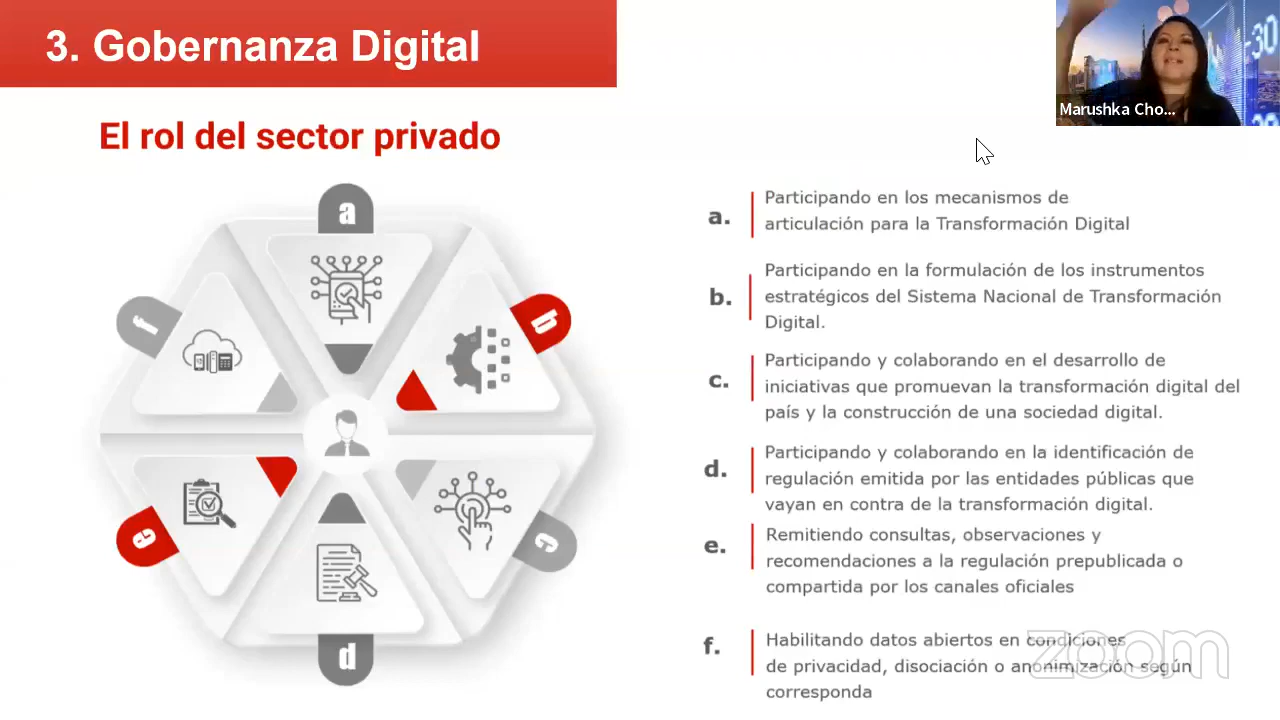 3. Gobernanza Digital
Marushka Cho...
El rol del sector privado
a
b
c
d
e
f
a.
Participando en los mecanismos de
articulación para la Transformación Digital
b.
Participando en la formulación de los instrumentos
estratégicos del Sistema Nacional de Transformación
Digital.
c.
Participando y colaborando en el desarrollo de
iniciativas que promuevan la transformación digital del
país y la construcción de una sociedad digital.
d.
Participando y colaborando en la identificación de
regulación emitida por las entidades públicas que
vayan en contra de la transformación digital.
e.
Remitiendo consultas, observaciones y
recomendaciones a la regulación prepublicada o
compartida por los canales oficiales
f.
Habilitando datos abiertos en condiciones
de privacidad, disociación o anonimización según
corresponda
zoom